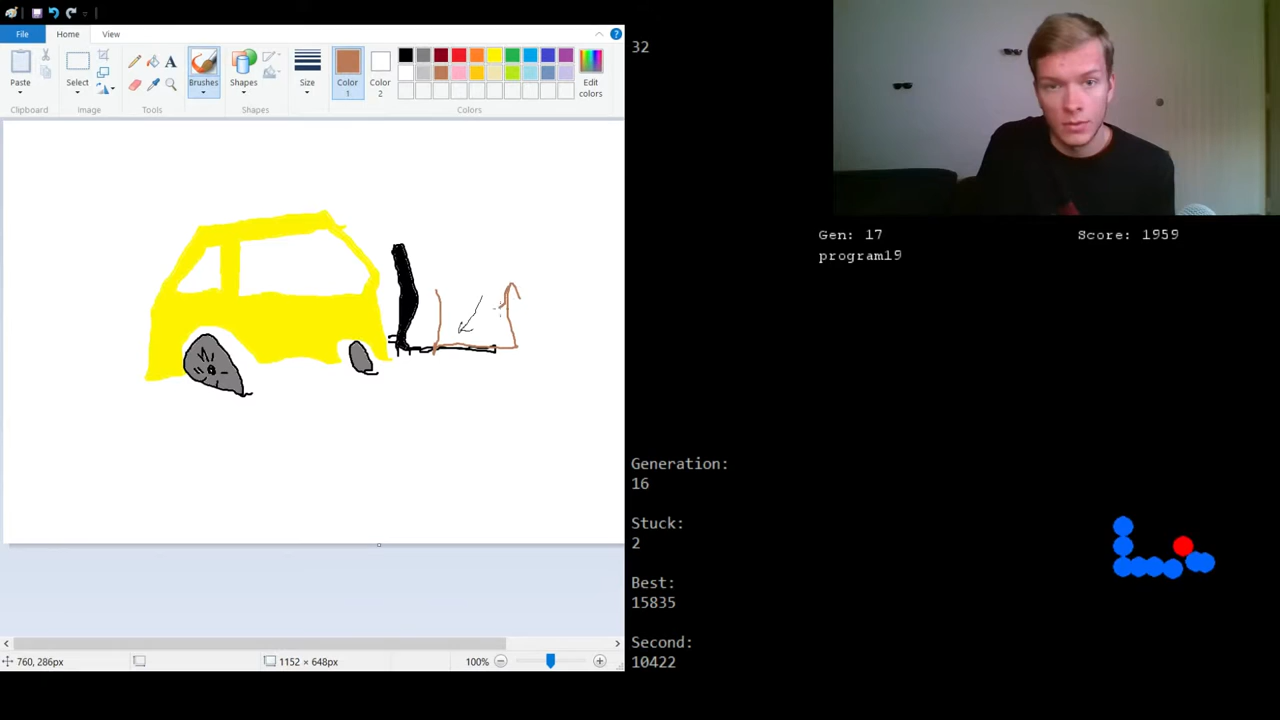 File
Home
View
Paste
Select
Brushes
Shapes
Size
Color
1
Color
2
Edit
colors
Clipboard
Image
Tools
Shapes
Colors
760, 286px
1152 × 648px
100%
32
Gen: 17
Score: 1959
program19
Generation:
16
Stuck:
2
Best:
15835
Second:
10422